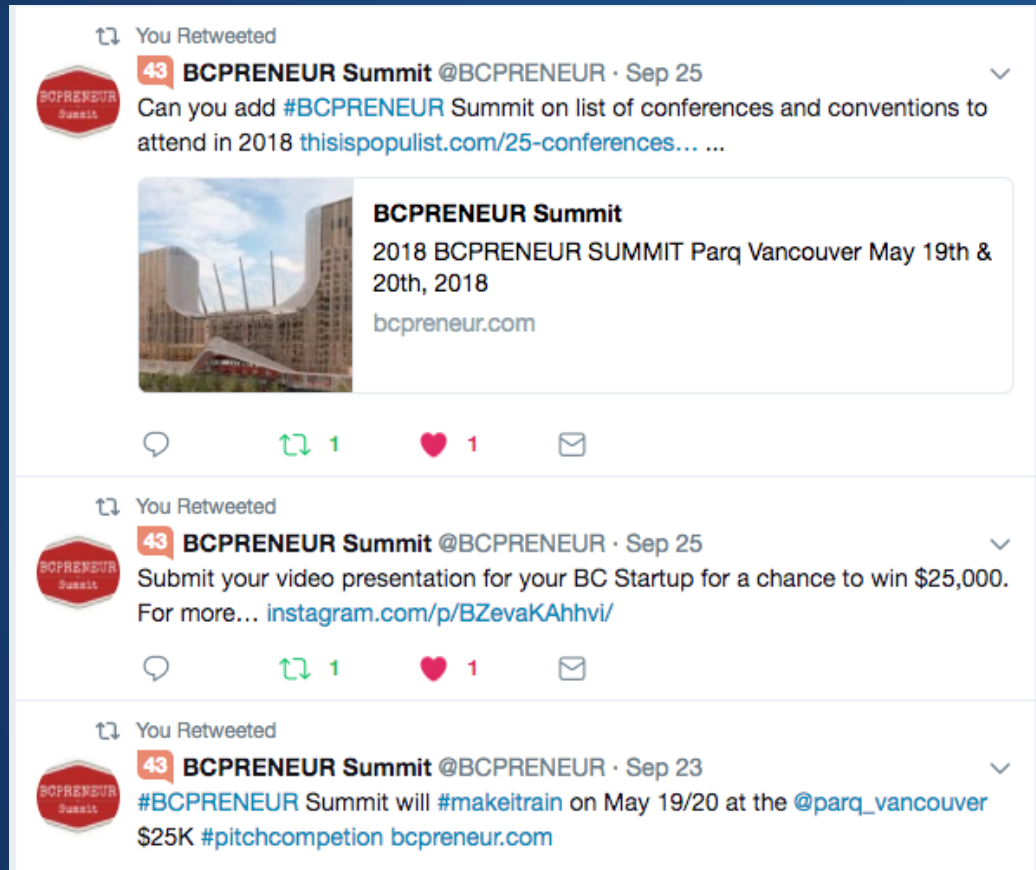 You Retweeted
43 BCPRENEUR Summit @BCPRENEUR · Sep 25
BCPRENEUR
Summit
Can you add #BCPRENEUR Summit on list of conferences and conventions to
attend in 2018 thisispopulist.com/25-conferences… ...
BCPRENEUR Summit
2018 BCPRENEUR SUMMIT Parq Vancouver May 19th &
20th, 2018
bcpreneur.com
1 1
You Retweeted
43 BCPRENEUR Summit @BCPRENEUR · Sep 25
BCPRENEUR
Summit
Submit your video presentation for your BC Startup for a chance to win $25,000.
For more… instagram.com/p/BZevaKAhhvi/
1 1
You Retweeted
43 BCPRENEUR Summit @BCPRENEUR · Sep 23
BCPRENEUR
Summit
#BCPRENEUR Summit will #makeitrain on May 19/20 at the @parq_vancouver
$25K #pitchcompetion bcpreneur.com